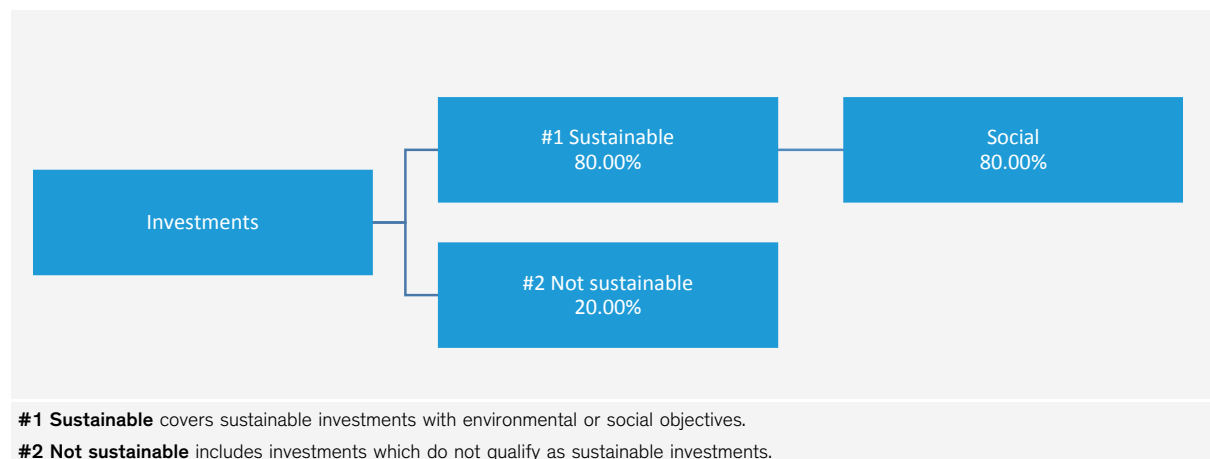 #1 Sustainable
80.00%
Social
80.00%
Investments
#2 Not sustainable
20.00%
#1 Sustainable covers sustainable investments with environmental or social objectives.
#2 Not sustainable includes investments which do not qualify as sustainable investments.